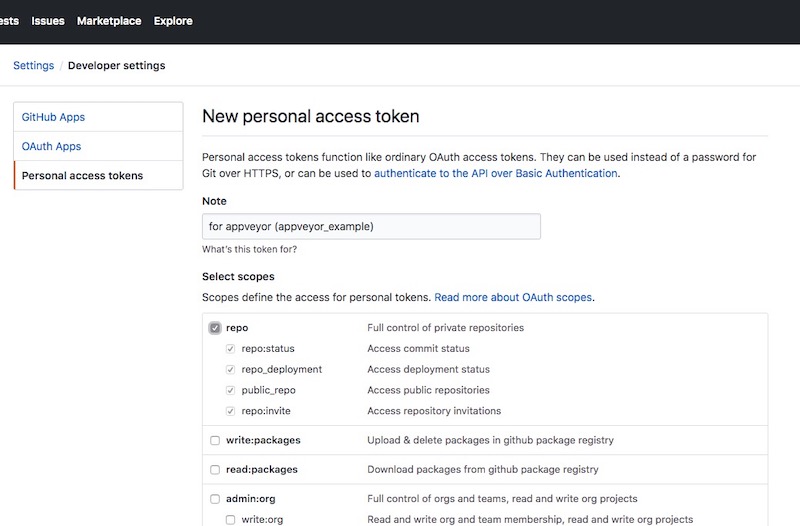 ests Issues Marketplace Explore
Settings / Developer settings
GitHub Apps
OAuth Apps
Personal access tokens
New personal access token
Personal access tokens function like ordinary OAuth access tokens. They can be used instead of a password for
Git over HTTPS, or can be used to authenticate to the API over Basic Authentication.
Note
for appveyor (appveyor_example)
What's this token for?
Select scopes
Scopes define the access for personal tokens. Read more about OAuth scopes.
repo Full control of private repositories
repo:status Access commit status
repo_deployment Access deployment status
public_repo Access public repositories
repo:invite Access repository invitations
write:packages Upload & delete packages in github package registry
read:packages Download packages from github package registry
admin:org Full control of orgs and teams, read and write org projects
write:org Read and write org and team membership, read and write org projects